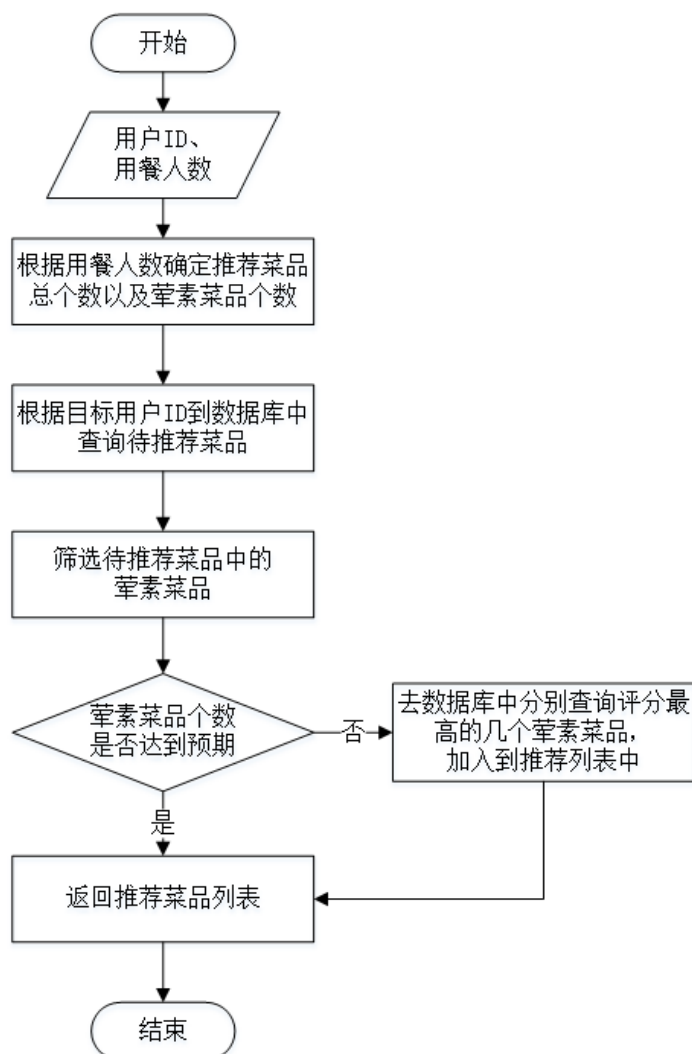 开始
用户ID、
用餐人数
根据用餐人数确定推荐菜品
总个数以及荤素菜品个数
根据目标用户ID到数据库中
查询待推荐菜品
筛选待推荐菜品中的
荤素菜品
荤素菜品个数
是否达到预期
否
去数据库中分别查询评分最
高的几个荤素菜品，
加入到推荐列表中
是
返回推荐菜品列表
结束